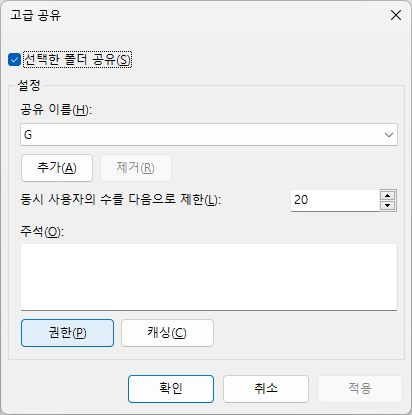 고급 공유
선택한 폴더 공유(S)
설정
공유 이름(H):
G
추가(A) 제거(R)
동시 사용자의 수를 다음으로 제한(L): 20
주석(O):
권한(P) 캐싱(C)
확인 취소 적용